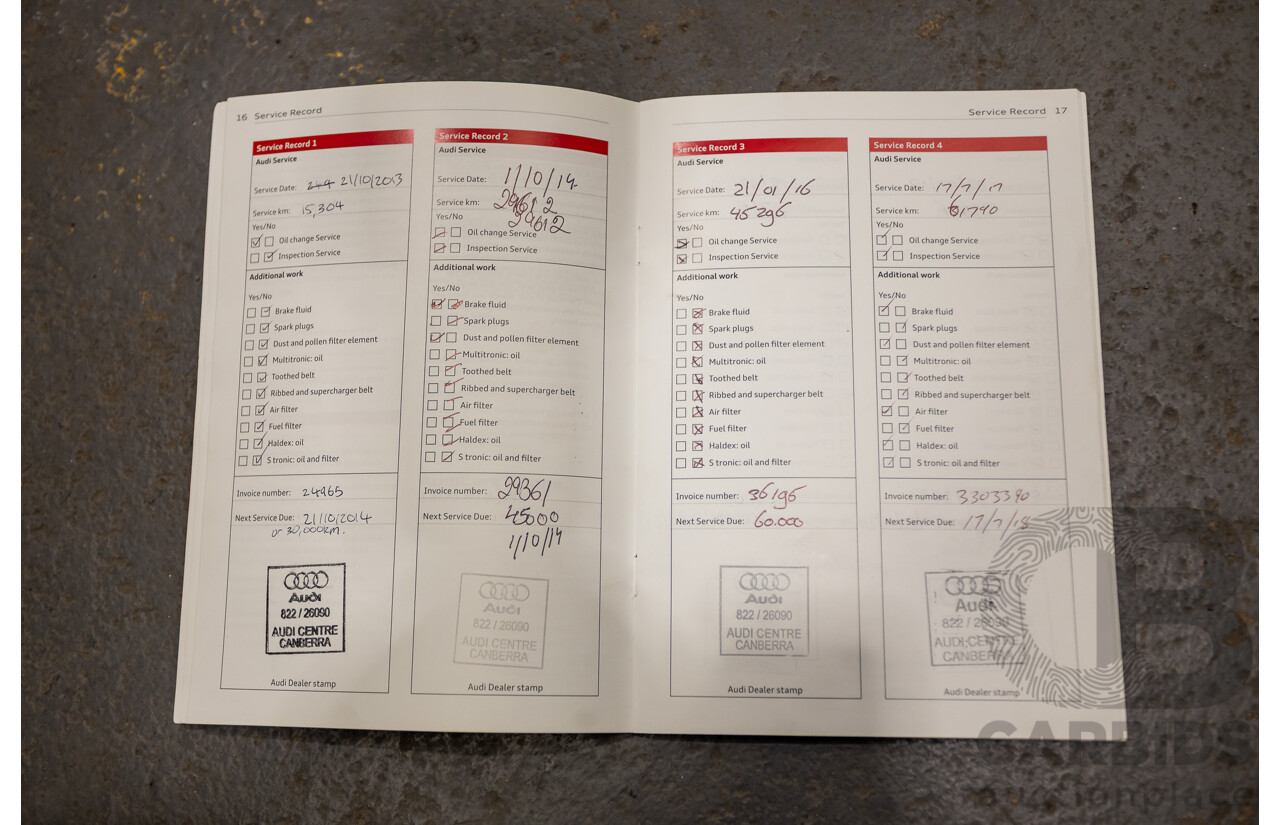 16 Service Record
Service Record 1
Audi Service
Service Date: 21/10/2013
Service km: 15,304
Yes/No
Oil change Service
Inspection Service
Additional work
Yes/No
Brake fluid
Spark plugs
Dust and pollen filter element
Multitronic: oil
Toothed belt
Ribbed and supercharger belt
Air filter
Fuel filter
Haldex: oil
S tronic: oil and filter
Invoice number: 24965
Next Service Due: 21/10/2014
or 30,000km.
Audi
822 / 26090
AUDI CENTRE
CANBERRA
Audi Dealer stamp
Service Record 2
Audi Service
Service Date: 1/10/14
Service km: 29612
29612
Yes/No
Oil change Service
Inspection Service
Additional work
Yes/No
Brake fluid
Spark plugs
Dust and pollen filter element
Multitronic: oil
Toothed belt
Ribbed and supercharger belt
Air filter
Fuel filter
Haldex: oil
S tronic: oil and filter
Invoice number: 29361
Next Service Due: 45000
1/10/14
Audi
822 / 26090
AUDI CENTRE
CANBERRA
Audi Dealer stamp
Service Record 17
Service Record 3
Audi Service
Service Date: 21/01/16
Service km: 45296
Yes/No
Oil change Service
Inspection Service
Additional work
Yes/No
Brake fluid
Spark plugs
Dust and pollen filter element
Multitronic: oil
Toothed belt
Ribbed and supercharger belt
Air filter
Fuel filter
Haldex: oil
S tronic: oil and filter
Invoice number: 36195
Next Service Due: 60.000
Audi
822 / 26090
AUDI CENTRE
CANBERRA
Audi Dealer stamp
Service Record 4
Audi Service
Service Date: 17/7/17
Service km: 61740
Yes/No
Oil change Service
Inspection Service
Additional work
Yes/No
Brake fluid
Spark plugs
Dust and pollen filter element
Multitronic: oil
Toothed belt
Ribbed and supercharger belt
Air filter
Fuel filter
Haldex: oil
S tronic: oil and filter
Invoice number: 3303390
Next Service Due: 17/7/18
Audi
822 / 26090
AUDI CENTRE
CANBERRA
Audi Dealer stamp
CARBIDS
auctionplace